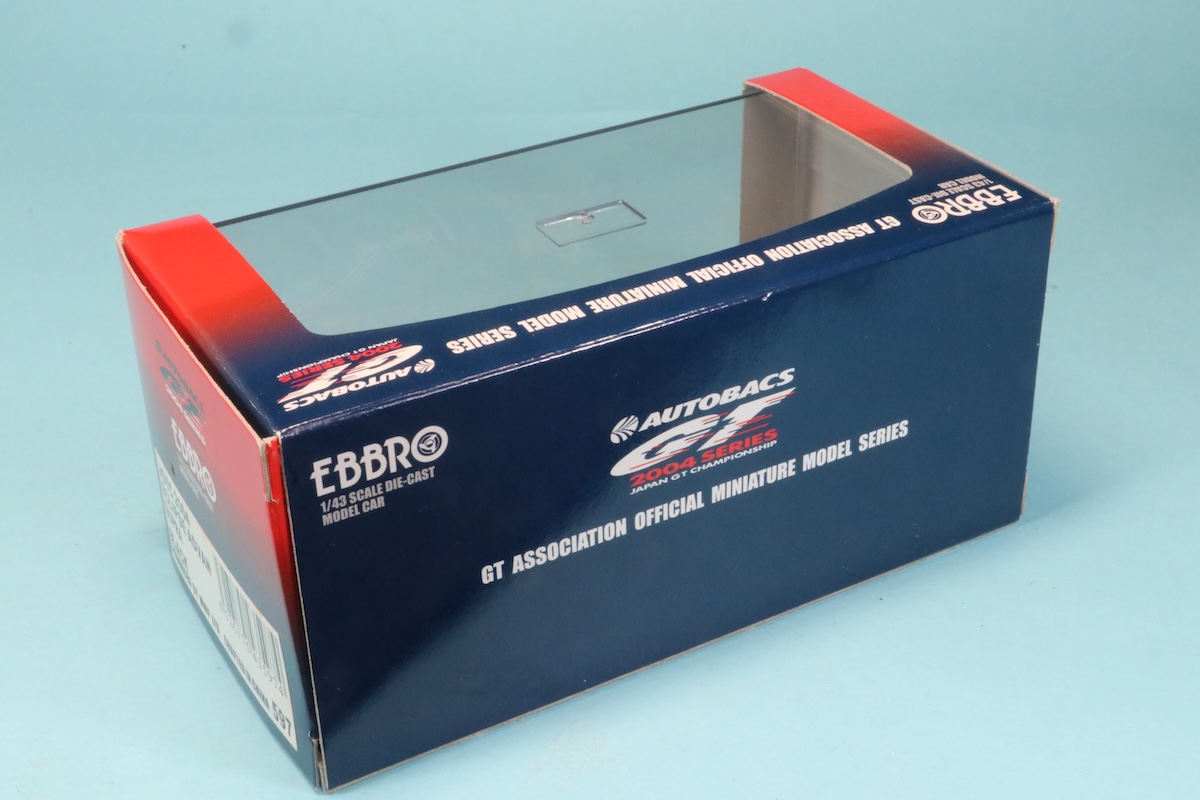 EBBRO
1/43 SCALE DIE-CAST
MODEL CAR
GT ASSOCIATION OFFICIAL MINIATURE MODEL SERIES
AUTOBACS
GT
2004 SERIES
JAPAN GT CHAMPIONSHIP
EBBRO
1/43 SCALE DIE-CAST
MODEL CAR
AUTOBACS
GT
2004 SERIES
JAPAN GT CHAMPIONSHIP
GT ASSOCIATION OFFICIAL MINIATURE MODEL SERIES
AUTOBACS
GT
EBBRO
597